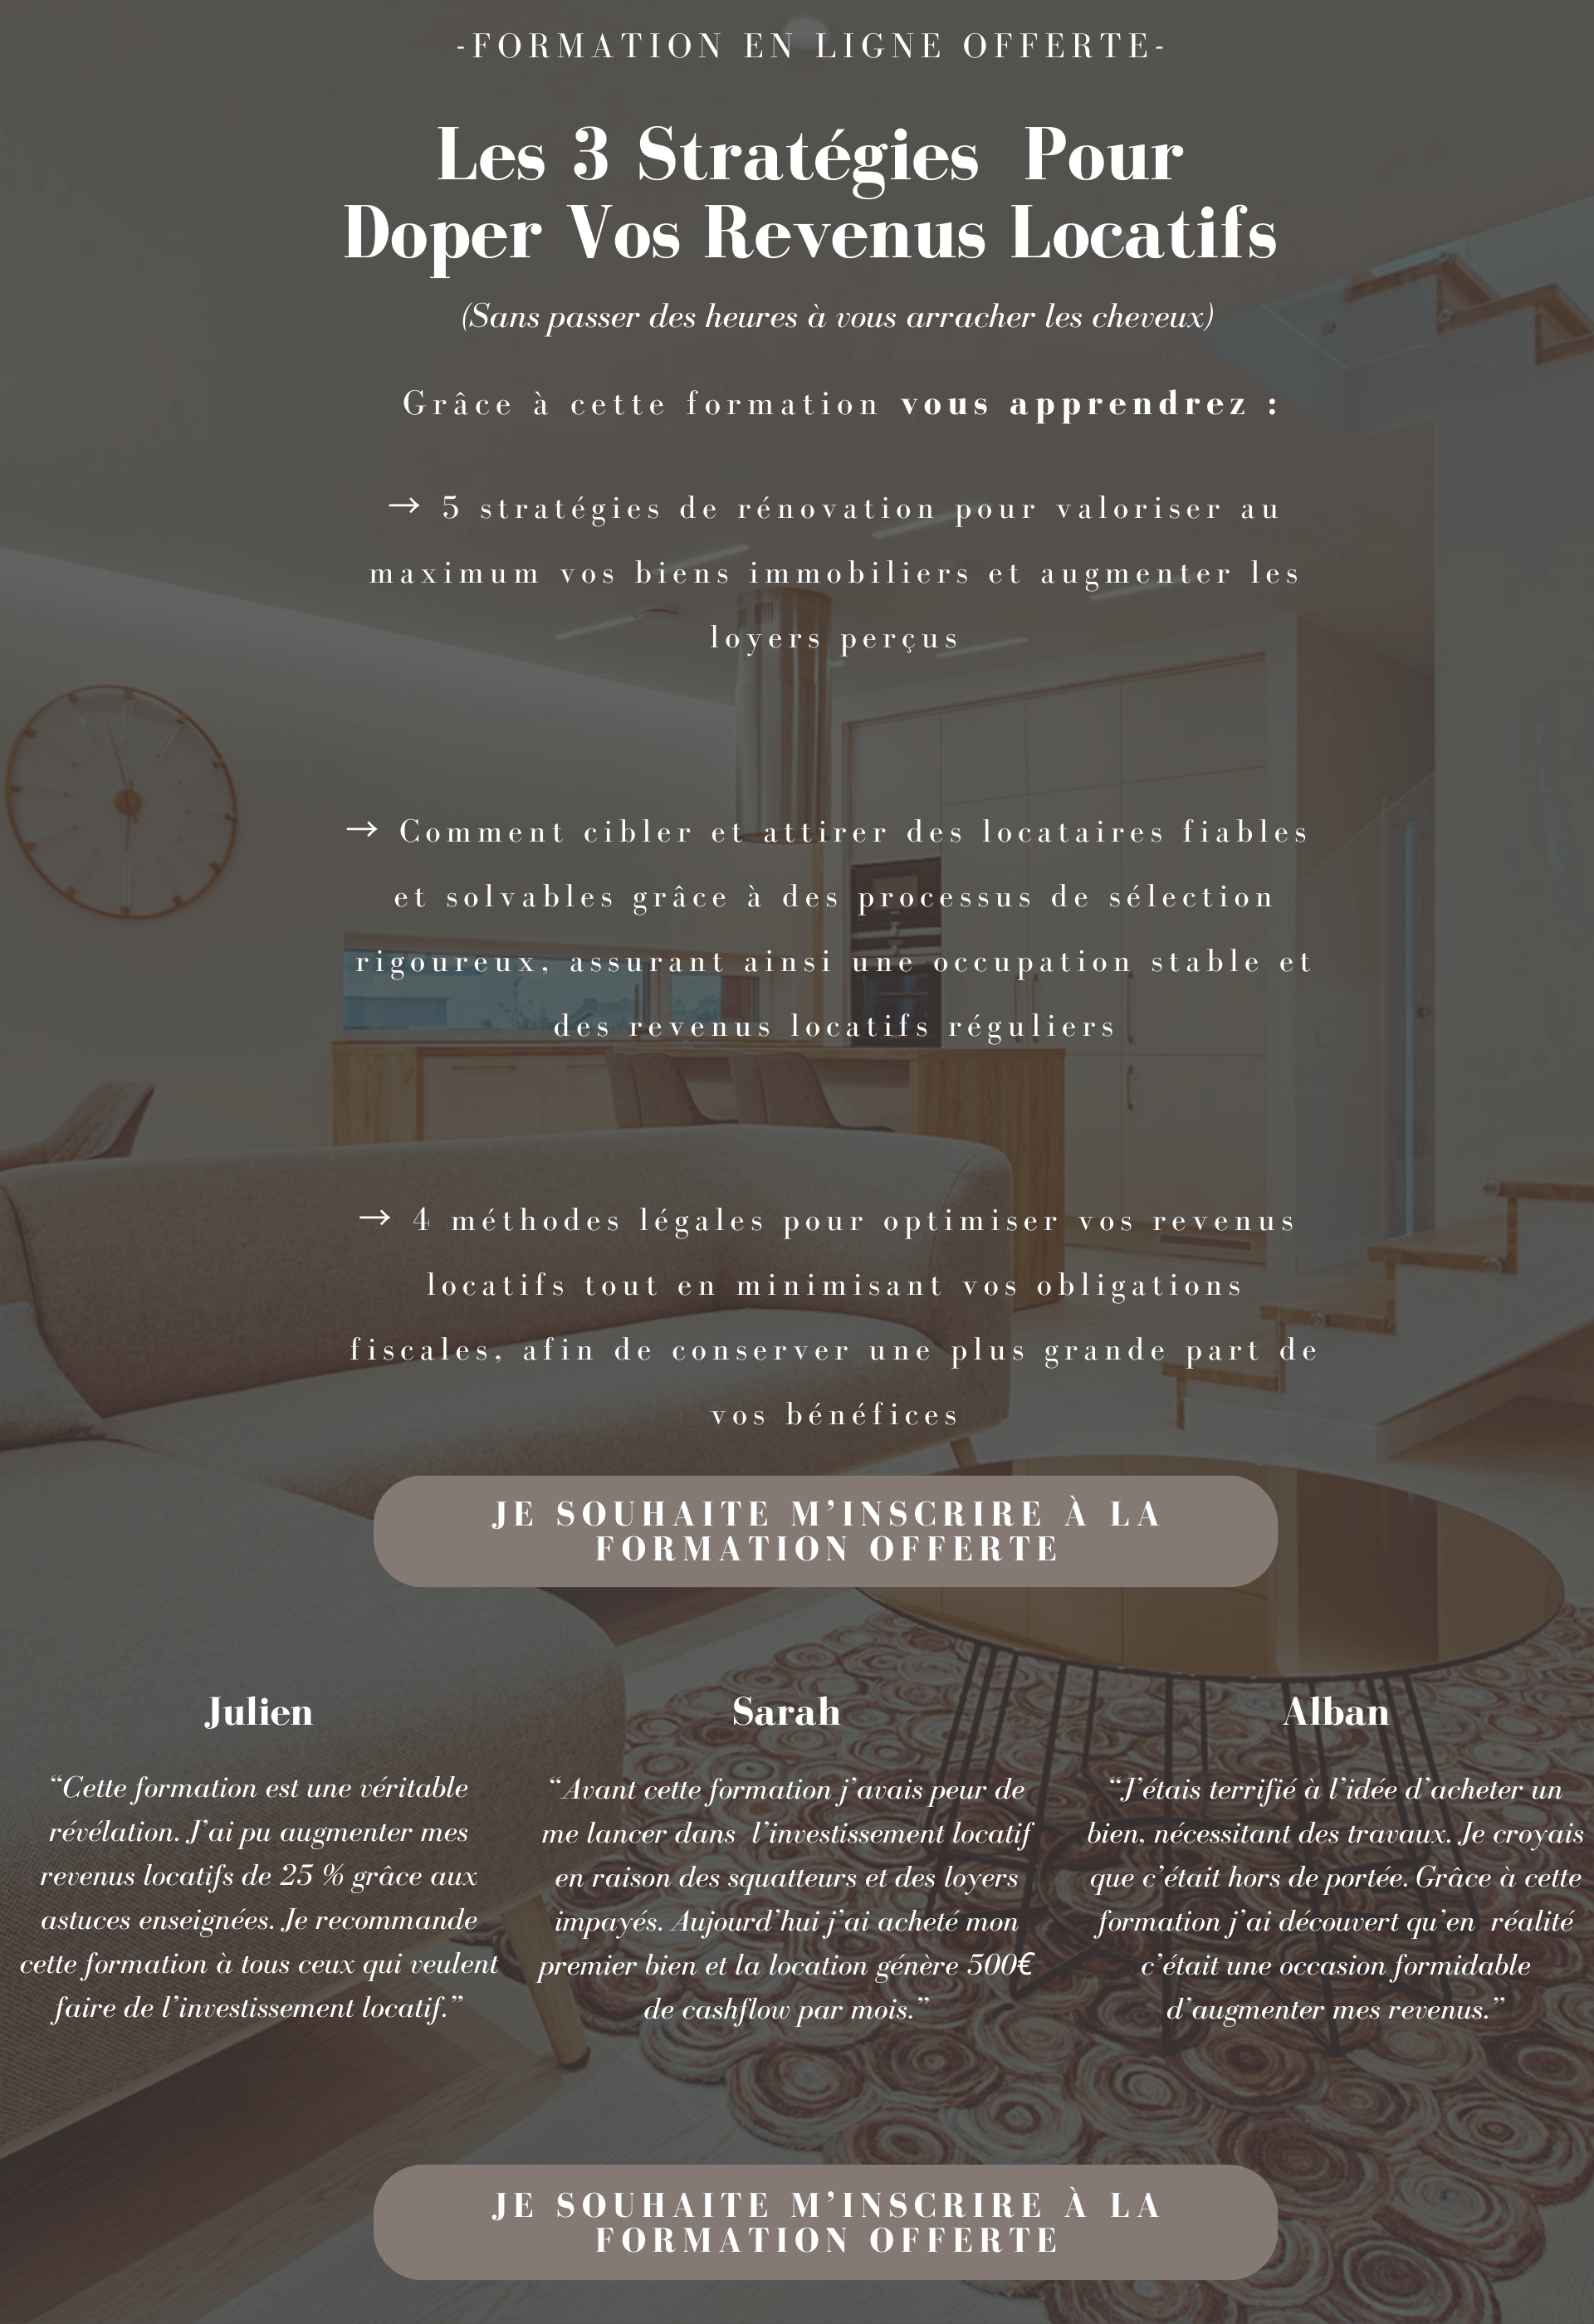 -FORMATION EN LIGNE OFFERTE-
Les 3 Stratégies Pour
Doper Vos Revenus Locatifs
(Sans passer des heures à vous arracher les cheveux)
Grâce à cette formation vous apprendrez :
→ 5 stratégies de rénovation pour valoriser au
maximum vos biens immobiliers et augmenter les
loyers perçus
→ Comment cibler et attirer des locataires fiables
et solvables grâce à des processus de sélection
rigoureux, assurant ainsi une occupation stable et
des revenus locatifs réguliers
→ 4 méthodes légales pour optimiser vos revenus
locatifs tout en minimisant vos obligations
fiscales, afin de conserver une plus grande part de
vos bénéfices
JE SOUHAITE M’INSCRIRE À LA
FORMATION OFFERTE
Julien
“Cette formation est une véritable
révélation. J’ai pu augmenter mes
revenus locatifs de 25 % grâce aux
astuces enseignées. Je recommande
cette formation à tous ceux qui veulent
faire de l’investissement locatif.”
Sarah
“Avant cette formation j’avais peur de
me lancer dans l’investissement locatif
en raison des squatteurs et des loyers
impayés. Aujourd’hui j’ai acheté mon
premier bien et la location génère 500€
de cashflow par mois.”
Alban
“J’étais terrifié à l’idée d’acheter un
bien, nécessitant des travaux. Je croyais
que c’était hors de portée. Grâce à cette
formation j’ai découvert qu’en réalité
c’était une occasion formidable
d’augmenter mes revenus.”
JE SOUHAITE M’INSCRIRE À LA
FORMATION OFFERTE